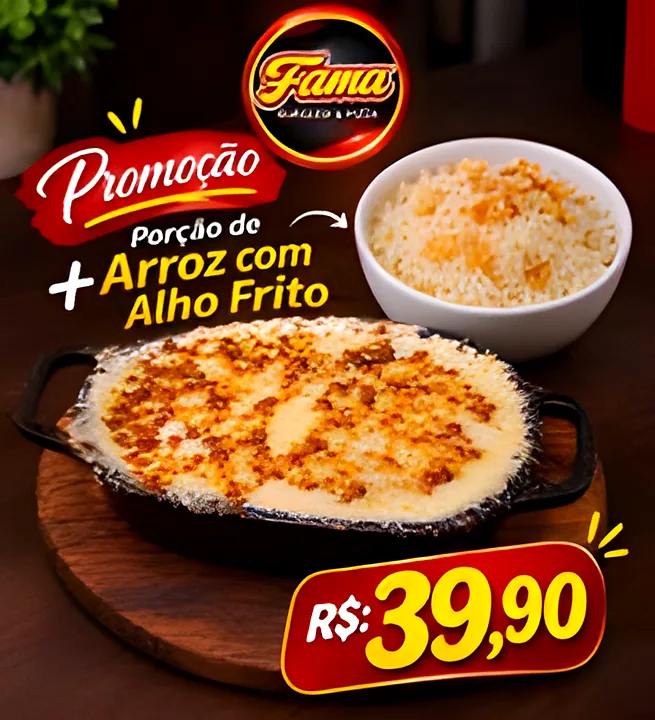 Fama
Promoção
Porção de
+ Arroz com
Alho Frito
R$: 39,90